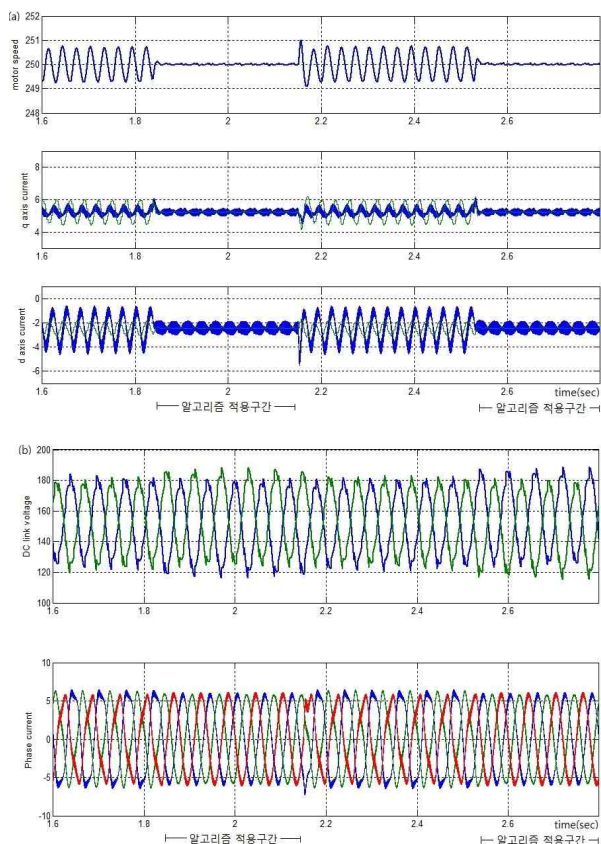 (a)
252
251
250
249
248
motor speed
1.6 1.8 2 2.2 2.4 2.6
8
6
4
q axis current
1.6 1.8 2 2.2 2.4 2.6
0
-2
-4
-6
d axis current
1.6 1.8 2 2.2 2.4 2.6
time(sec)
알고리즘 적용구간 알고리즘 적용구간
(b)
200
180
160
140
120
100
DC link voltage
1.6 1.8 2 2.2 2.4 2.6
10
5
0
-5
-10
Phase current
1.6 1.8 2 2.2 2.4 2.6
time(sec)
알고리즘 적용구간 알고리즘 적용구간